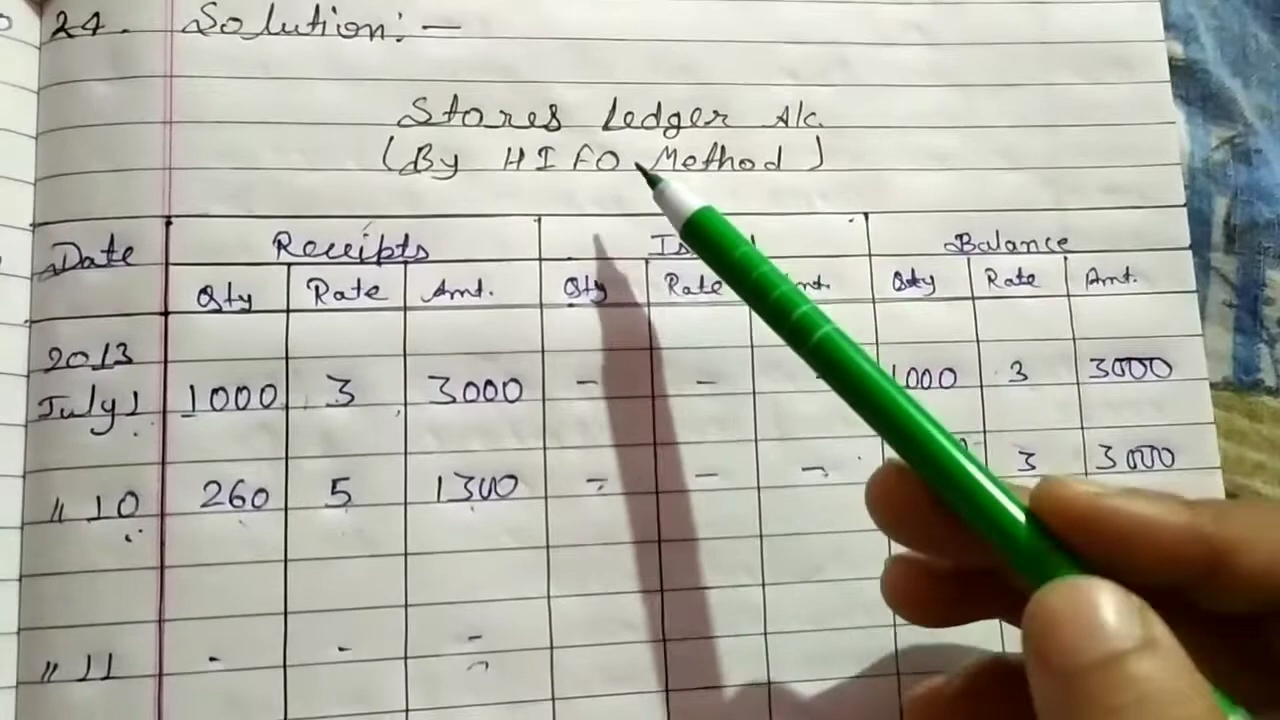 24. Solution:-
Stores Ledger A/c.
(By HIFO Method)
Date Receipts Balance
Qty Rate Amt. Qty Rate Qty Rate Amt.
2013
July 1 1000 3 3000 - - - 1000 3 3000
" 10 260 5 1300 - - - 3 3000
" 11 - - -